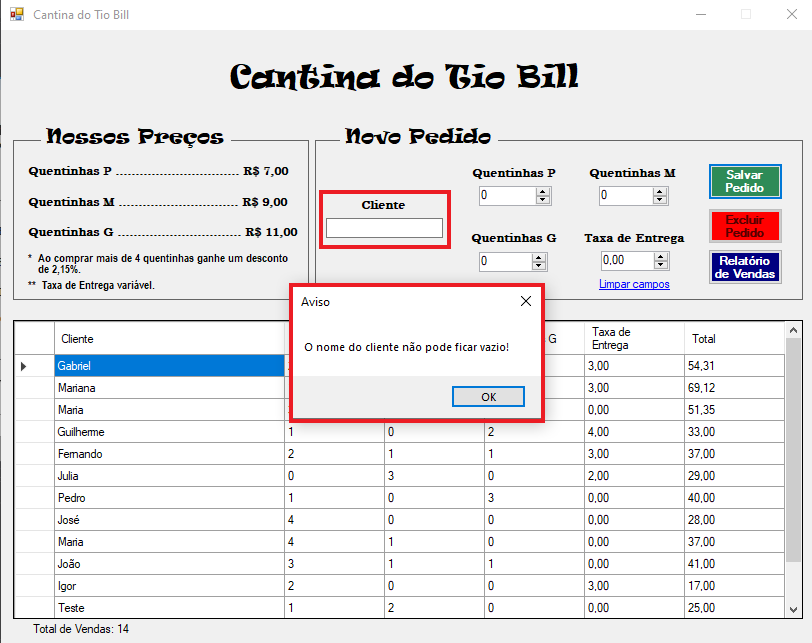 Cantina do Tio Bill
Cantina do Tio Bill
Nossos Preços
Quentinhas P ................................ R$ 7,00
Quentinhas M ................................ R$ 9,00
Quentinhas G ................................ R$ 11,00
* Ao comprar mais de 4 quentinhas ganhe um desconto
de 2,15%.
** Taxa de Entrega variável.
Novo Pedido
Cliente
Quentinhas P
0
Quentinhas M
0
Quentinhas G
0
Taxa de Entrega
0,00
Limpar campos
Salvar
Pedido
Excluir
Pedido
Relatório
de Vendas
Aviso
O nome do cliente não pode ficar vazio!
OK
Cliente G Taxa de
Entrega Total
Gabriel 3,00 54,31
Mariana 3,00 69,12
Maria 0,00 51,35
Guilherme 1 0 2 4,00 33,00
Fernando 2 1 1 3,00 37,00
Julia 0 3 0 2,00 29,00
Pedro 1 0 3 0,00 40,00
José 4 0 0 0,00 28,00
Maria 4 1 0 0,00 37,00
João 3 1 1 0,00 41,00
Igor 2 0 0 3,00 17,00
Teste 1 2 0 0,00 25,00
Total de Vendas: 14